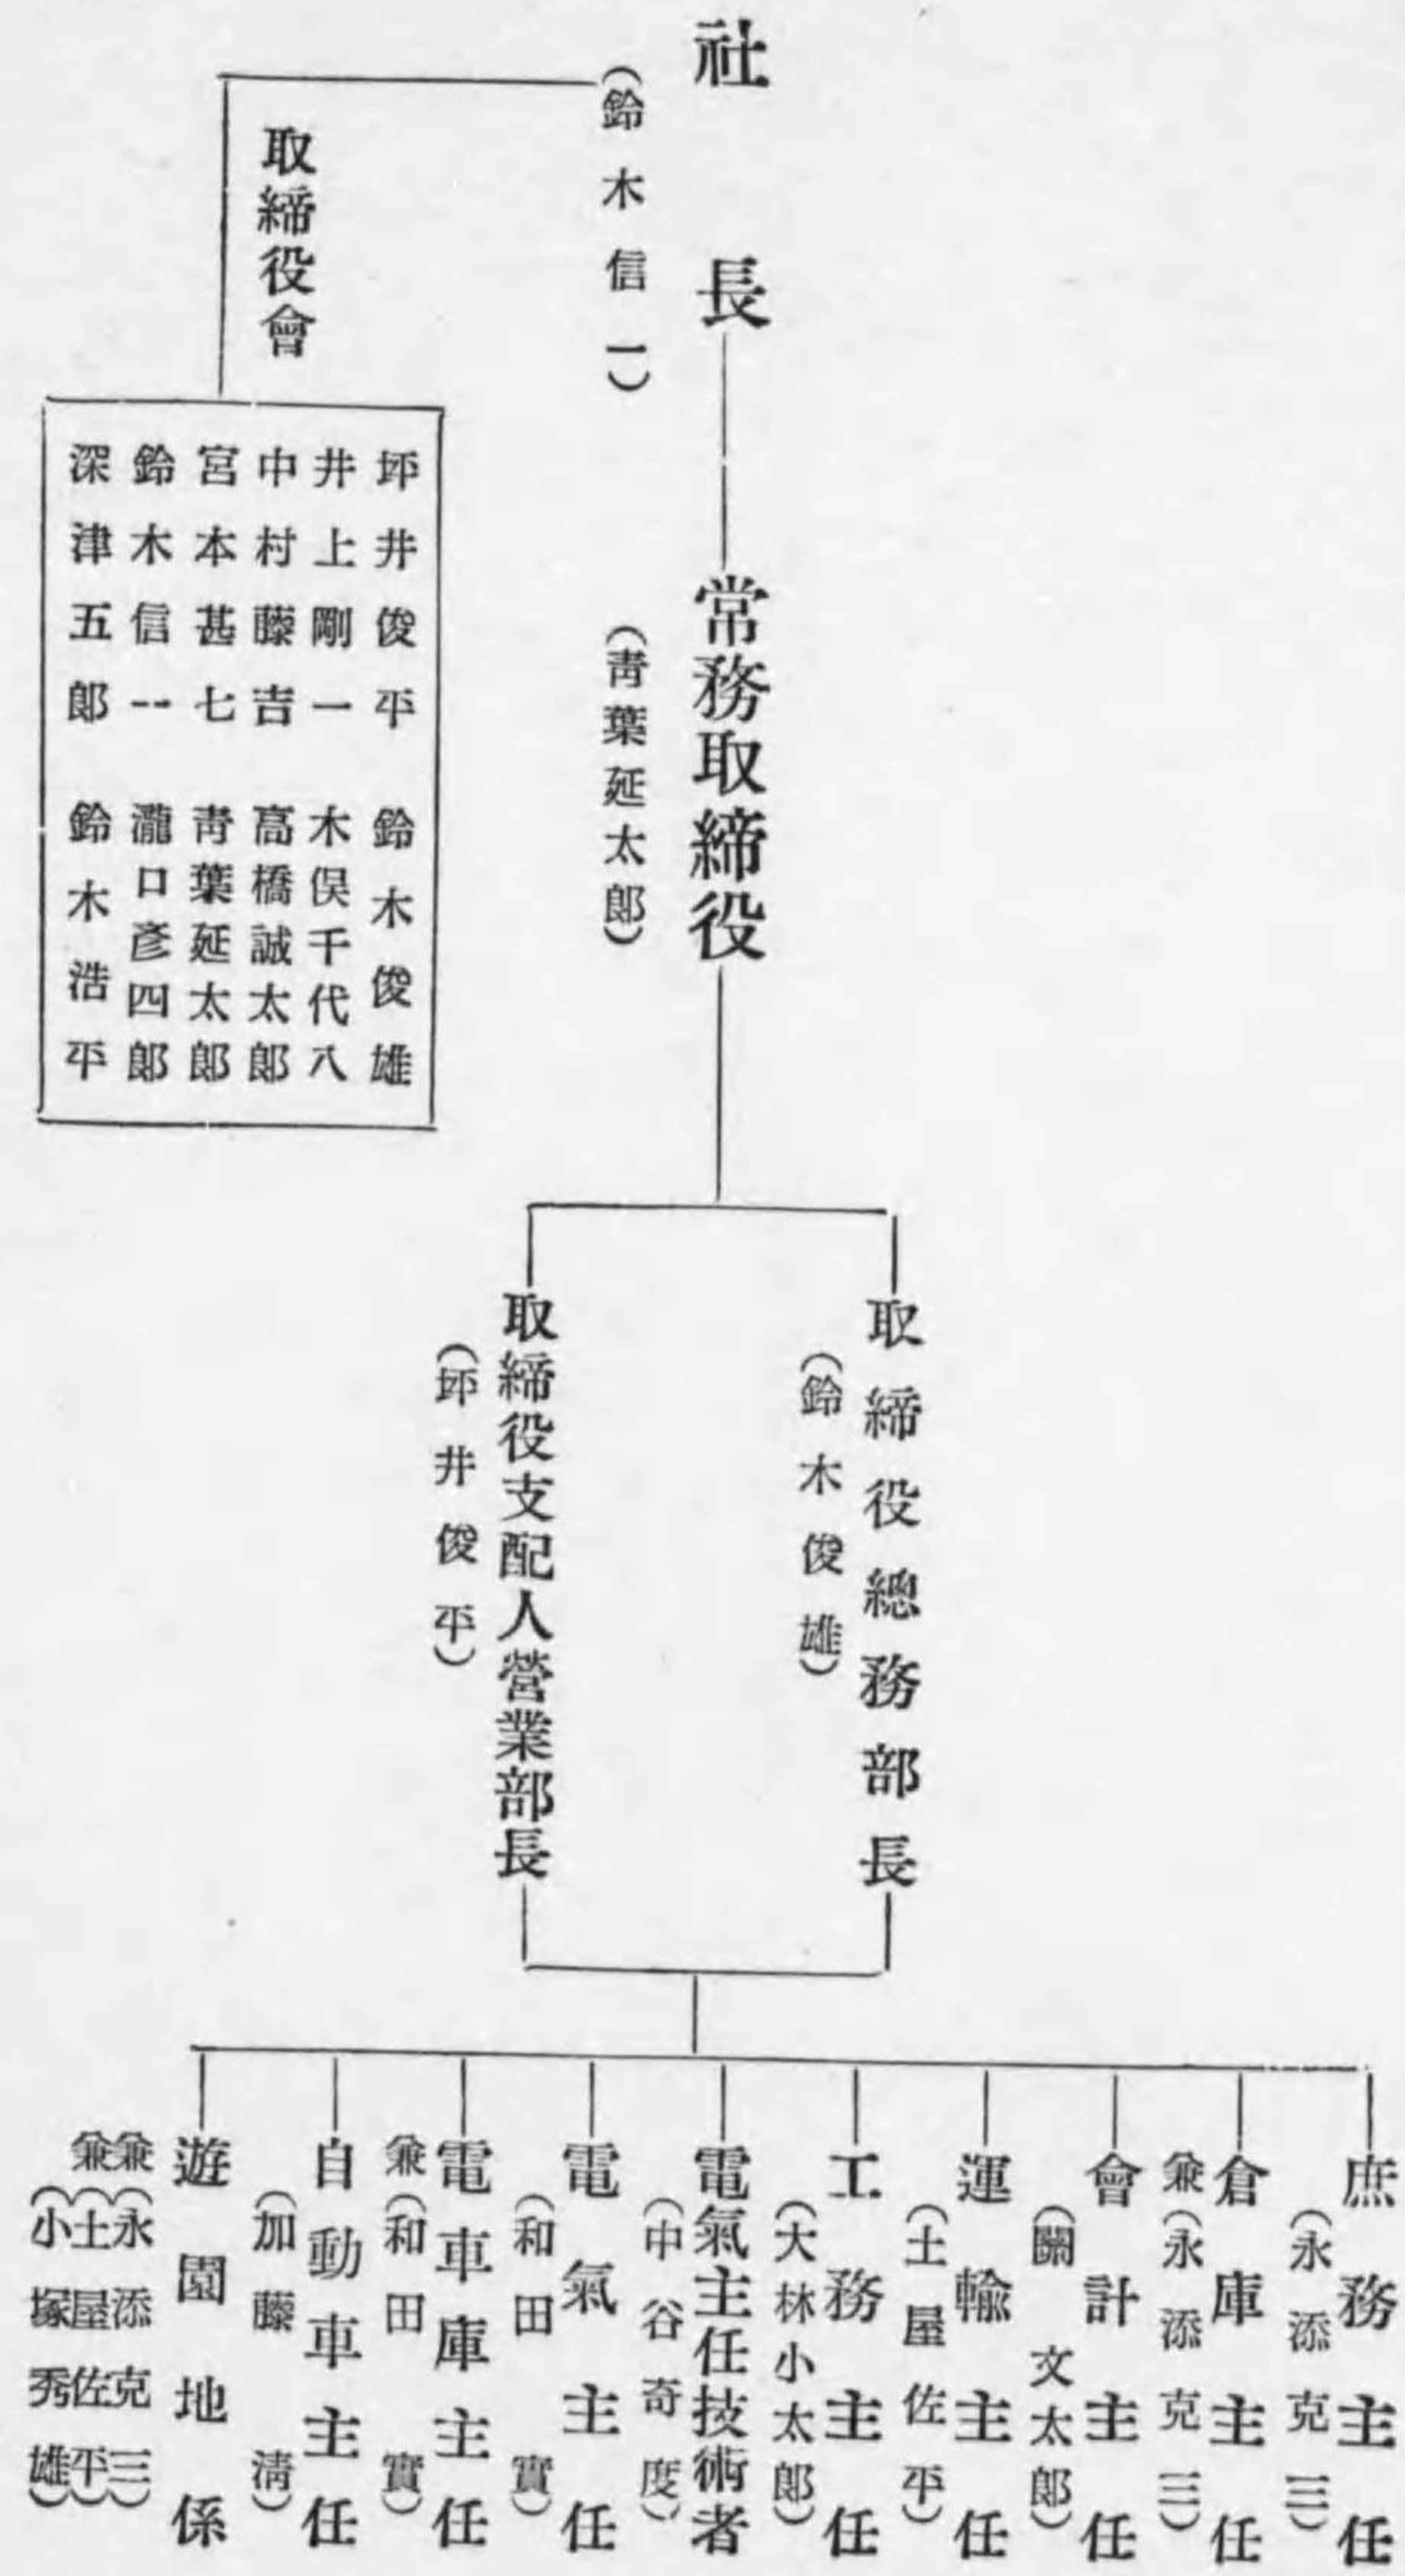 社長
(鈴木信一)
取締役會
坏井俊平 鈴木俊雄
井上剛一 木俣千代八
中村藤吉 高橋誠太郎
宮本甚七 青葉延太郎
鈴木信一 瀧口彥四郎
深津五郎 鈴木浩平
常務取締役
(青葉延太郎)
取締役總務部長
(鈴木俊雄)
取締役支配人營業部長
(坏井俊平)
庶務主任
(永添克三)
倉庫主任
兼(永添克三)
會計主任
(關文太郎)
運輸主任
(土屋佐平)
工務主任
(大林小太郎)
電氣主任技術者
(中谷奇度)
電氣主任
(和田實)
電車庫主任
兼(和田實)
自動車主任
(加藤淸)
遊園地係
兼(永添克三)
兼(土屋佐平)
(小塚秀雄)